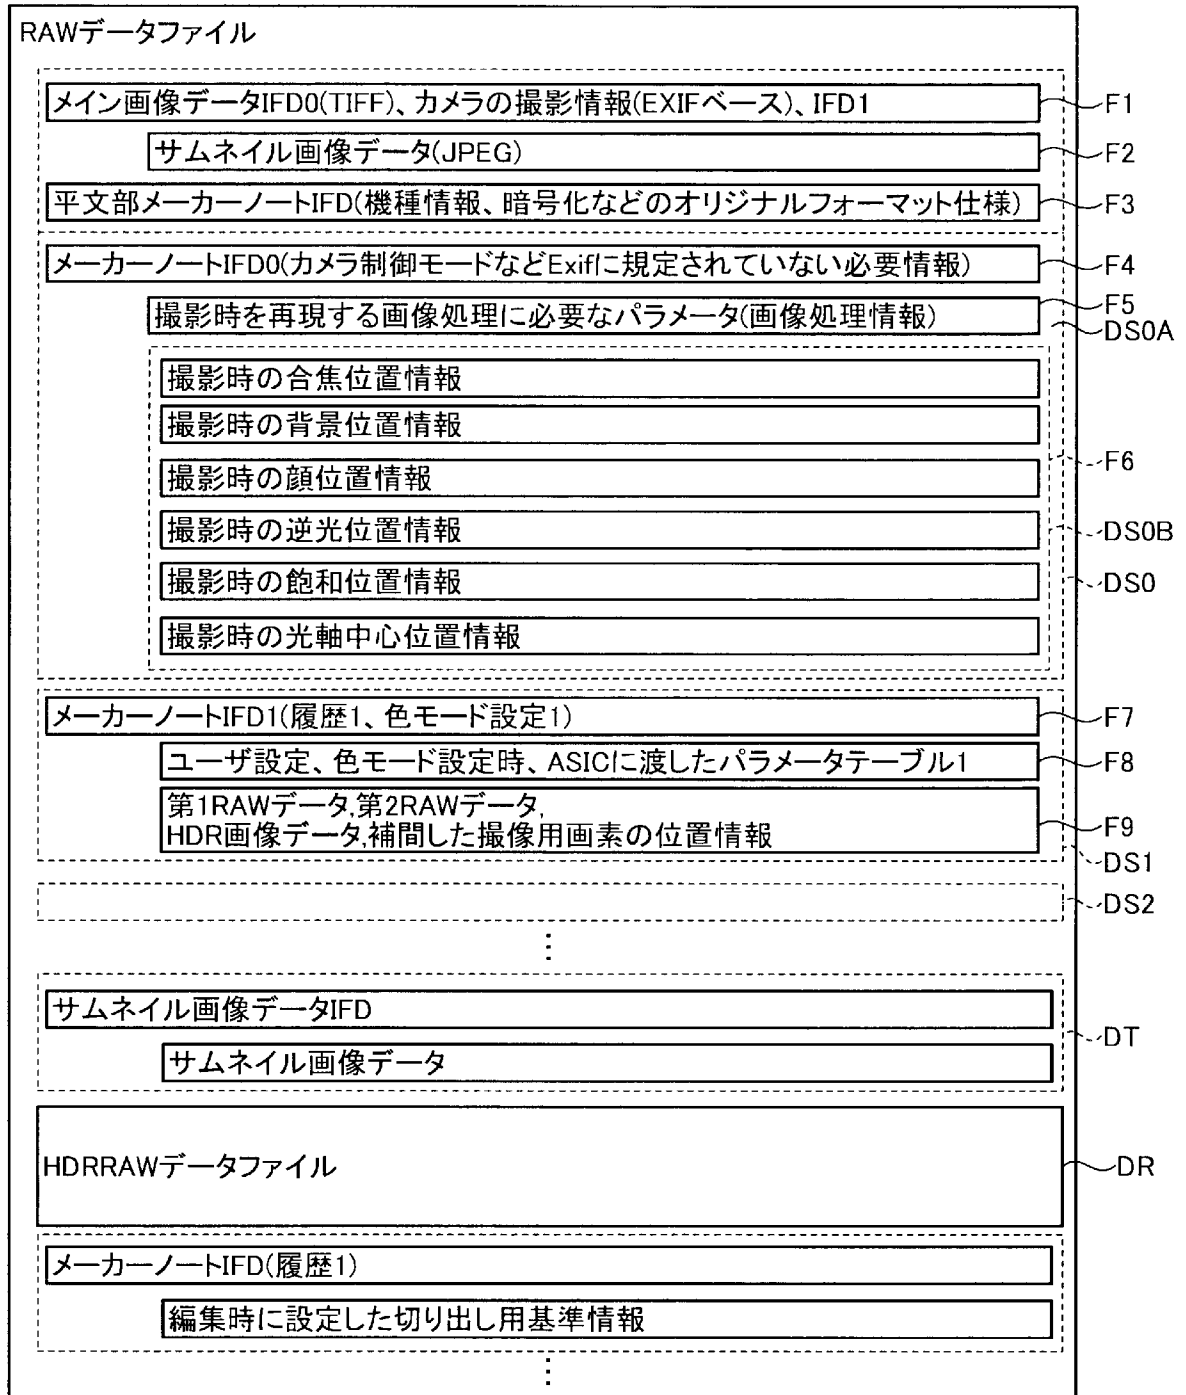 RAWデータファイル
メイン画像データIFD0(TIFF)、カメラの撮影情報(EXIFベース)、IFD1
F1
サムネイル画像データ(JPEG)
F2
平文部メーカーノートIFD(機種情報、暗号化などのオリジナルフォーマット仕様)
F3
メーカーノートIFD0(カメラ制御モードなどExifに規定されていない必要情報)
F4
撮影時を再現する画像処理に必要なパラメータ(画像処理情報)
F5
DS0A
撮影時の合焦位置情報
撮影時の背景位置情報
撮影時の顔位置情報
F6
撮影時の逆光位置情報
DS0B
撮影時の飽和位置情報
DS0
撮影時の光軸中心位置情報
メーカーノートIFD1(履歴1、色モード設定1)
F7
ユーザ設定、色モード設定時、ASICに渡したパラメータテーブル1
F8
第1RAWデータ,第2RAWデータ,
HDR画像データ,補間した撮像用画素の位置情報
F9
DS1
DS2
⋮
サムネイル画像データIFD
DT
サムネイル画像データ
HDRRAWデータファイル
DR
メーカーノートIFD(履歴1)
編集時に設定した切り出し用基準情報
⋮